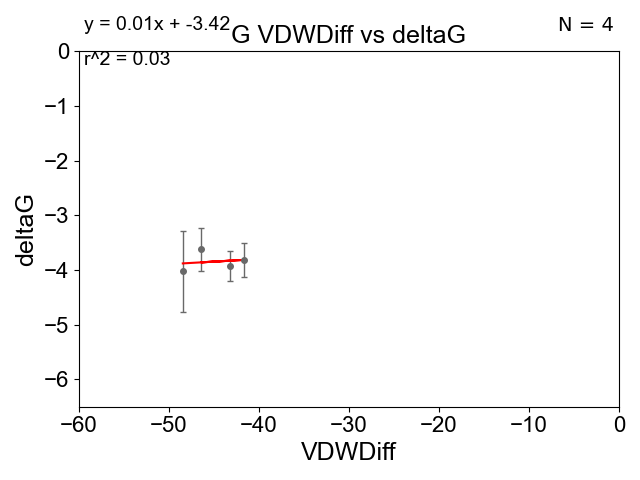 y = 0.01x + -3.42
G VDWDiff vs deltaG
N = 4
r^2 = 0.03
0
−1
−2
−3
−4
−5
−6
deltaG
−60 −50 −40 −30 −20 −10 0
VDWDiff